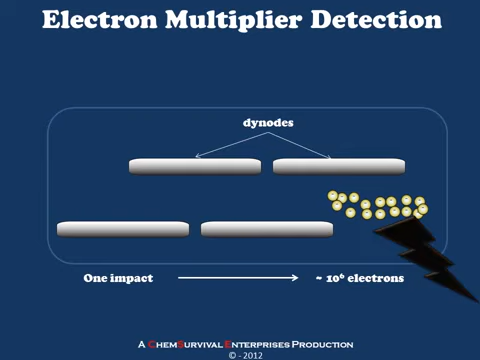 Electron Multiplier Detection
dynodes
One impact ~ 10⁶ electrons
A ChemSurvival Enterprises Production
© - 2012